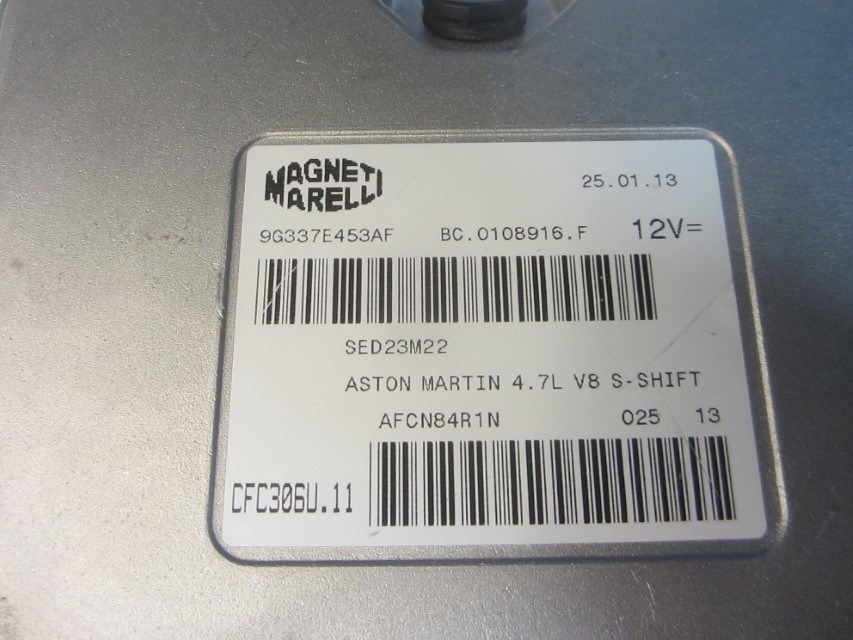 MAGNETI
MARELLI
25.01.13
9G337E453AF BC.0108916.F 12V=
SED23M22
ASTON MARTIN 4.7L V8 S-SHIFT
AFCN84R1N 025 13
CFC306U.11